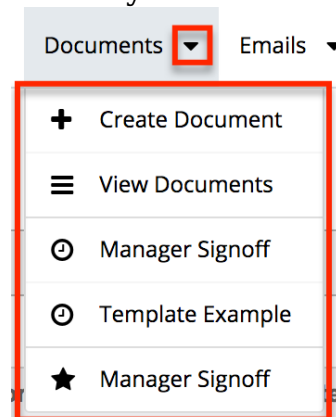 Documents Emails
Create Document
View Documents
Manager Signoff
Template Example
Manager Signoff